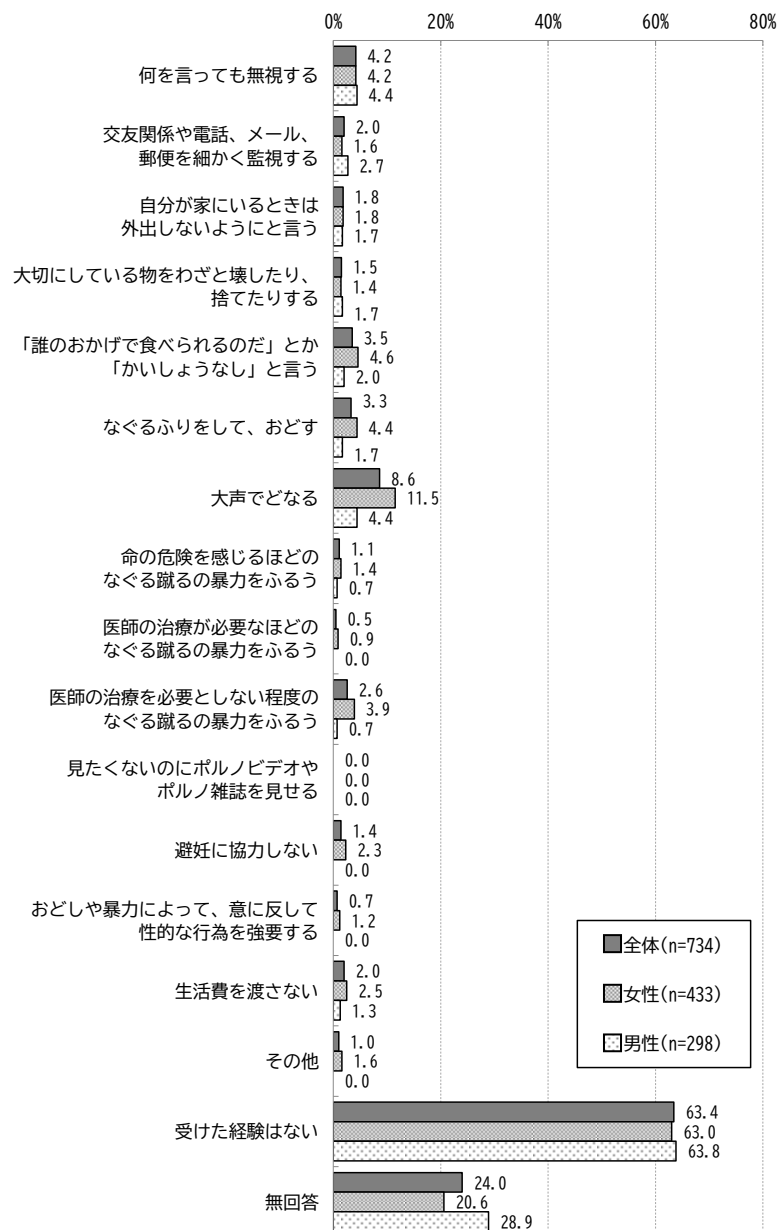 0% 20% 40% 60% 80%
何を言っても無視する
4.2
4.2
4.4
交友関係や電話、メール、
郵便を細かく監視する
2.0
1.6
2.7
自分が家にいるときは
外出しないようにと言う
1.8
1.8
1.7
大切にしている物をわざと壊したり、
捨てたりする
1.5
1.4
1.7
「誰のおかげで食べられるのだ」とか
「かいしょうなし」と言う
3.5
4.6
2.0
なぐるふりをして、おどす
3.3
4.4
1.7
大声でどなる
8.6
11.5
4.4
命の危険を感じるほどの
なぐる蹴るの暴力をふるう
1.1
1.4
0.7
医師の治療が必要なほどの
なぐる蹴るの暴力をふるう
0.5
0.9
0.0
医師の治療を必要としない程度の
なぐる蹴るの暴力をふるう
2.6
3.9
0.7
見たくないのにポルノビデオや
ポルノ雑誌を見せる
0.0
0.0
0.0
避妊に協力しない
1.4
2.3
0.0
おどしや暴力によって、意に反して
性的な行為を強要する
0.7
1.2
0.0
生活費を渡さない
2.0
2.5
1.3
その他
1.0
1.6
0.0
受けた経験はない
63.4
63.0
63.8
無回答
24.0
20.6
28.9
全体(n=734)
女性(n=433)
男性(n=298)